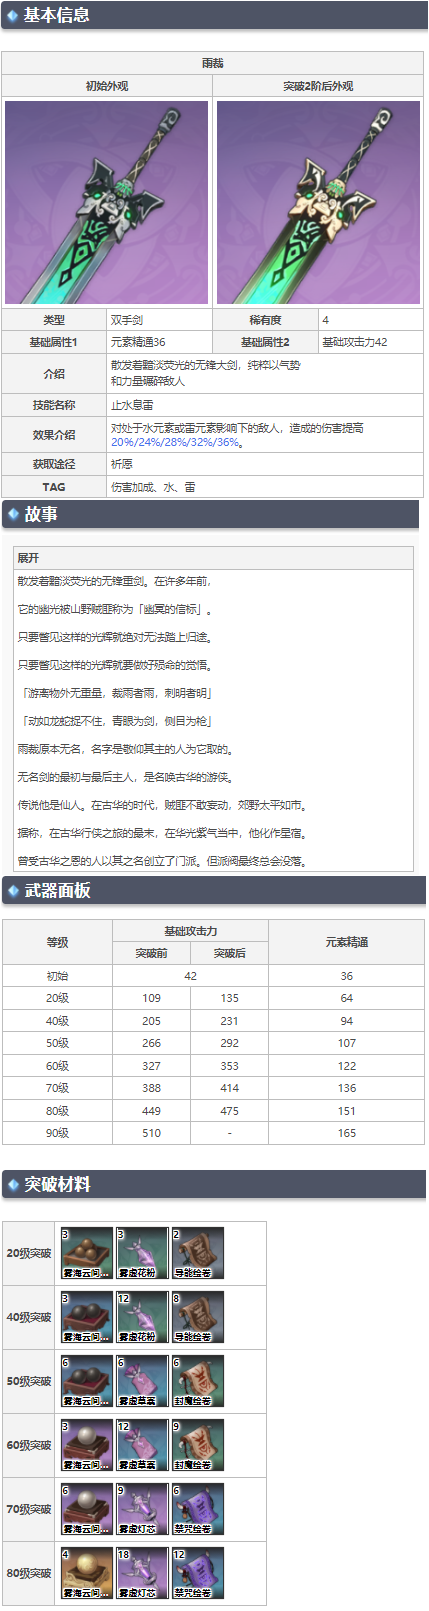 基本信息
雨裁
初始外观 突破2阶后外观
类型 双手剑 稀有度 4
基础属性1 元素精通36 基础属性2 基础攻击力42
介绍 散发着黯淡荧光的无锋大剑，纯粹以气势
和力量碾碎敌人
技能名称 止水息雷
效果介绍 对处于水元素或雷元素影响下的敌人，造成的伤害提高
20%/24%/28%/32%/36%。
获取途径 祈愿
TAG 伤害加成、水、雷
故事
展开
散发着黯淡荧光的无锋重剑。在许多年前，
它的幽光被山野贼匪称为「幽冥的信标」。
只要瞥见这样的光辉就绝对无法踏上归途。
只要瞥见这样的光辉就要做好殒命的觉悟。
「游离物外无重量，裁雨者雨，刺明者明」
「动如龙蛇捉不住，青眼为剑，侧目为枪」
雨裁原本无名，名字是敬仰其主的人为它取的。
无名剑的最初与最后主人，是名唤古华的游侠。
传说他是仙人。在古华的时代，贼匪不敢妄动，郊野太平如市。
据称，在古华行侠之旅的最末，在华光紫气当中，他化作星宿。
曾受古华之恩的人以其之名创立了门派。但派阀最终总会没落。
武器面板
等级 基础攻击力 元素精通
突破前 突破后
初始 42 36
20级 109 135 64
40级 205 231 94
50级 266 292 107
60级 327 353 122
70级 388 414 136
80级 449 475 151
90级 510 - 165
突破材料
20级突破 3 3 2
雾海云间... 雾虚花粉 导能绘卷
40级突破 3 12 8
雾海云间... 雾虚花粉 导能绘卷
50级突破 6 6 6
雾海云间... 雾虚草囊 封魔绘卷
60级突破 3 12 9
雾海云间... 雾虚草囊 封魔绘卷
70级突破 6 9 6
雾海云间... 雾虚灯芯 禁咒绘卷
80级突破 4 18 12
雾海云间... 雾虚灯芯 禁咒绘卷